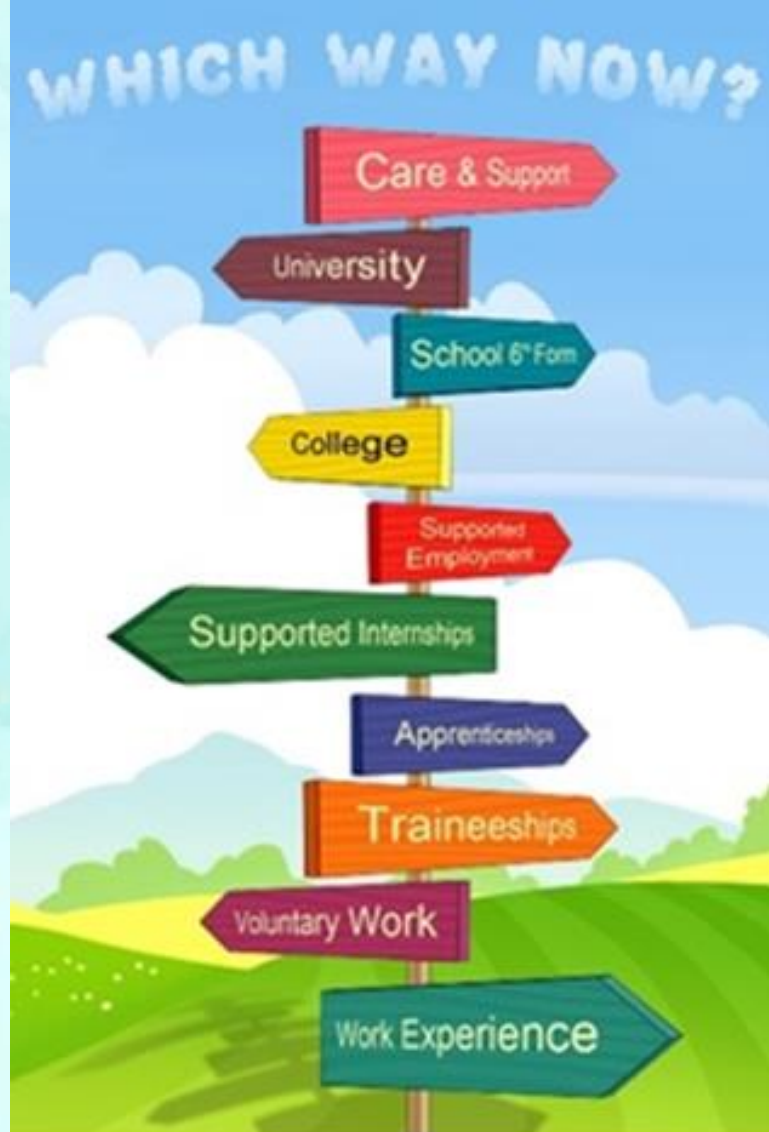 WHICH WAY NOW?
Care & Support
University
School 6th Form
College
Supported
Employment
Supported Internships
Apprenticeships
Traineeships
Voluntary Work
Work Experience